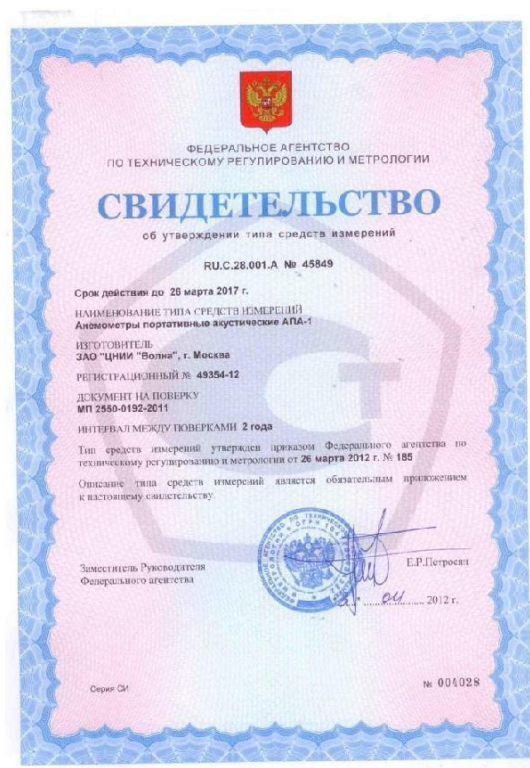 ФЕДЕРАЛЬНОЕ АГЕНТСТВО
ПО ТЕХНИЧЕСКОМУ РЕГУЛИРОВАНИЮ И МЕТРОЛОГИИ
СВИДЕТЕЛЬСТВО
об утверждении типа средств измерений
RU.C.28.001.A № 45849
Срок действия до 26 марта 2017 г.
НАИМЕНОВАНИЕ ТИПА СРЕДСТВ ИЗМЕРЕНИЙ
Анемометры портативные акустические АПА-1
ИЗГОТОВИТЕЛЬ
ЗАО "ЦНИИ "Волна", г. Москва
РЕГИСТРАЦИОННЫЙ № 49354-12
ДОКУМЕНТ НА ПОВЕРКУ
МП 2550-0192-2011
ИНТЕРВАЛ МЕЖДУ ПОВЕРКАМИ 2 года
Тип средств измерений утвержден приказом Федерального агентства по
техническому регулированию и метрологии от 26 марта 2012 г. № 185
Описание типа средств измерений является обязательным приложением
к настоящему свидетельству.
Заместитель Руководителя
Федерального агентства
Е.Р.Петросян
04 2012 г.
Серия СИ
№ 004028